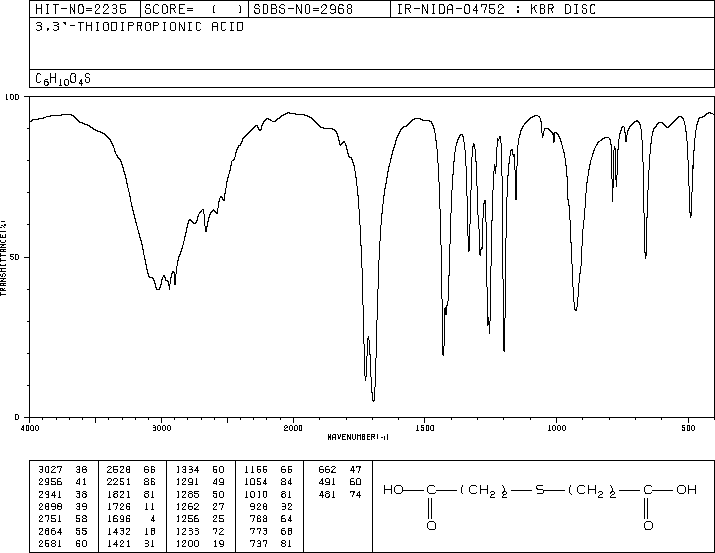 HIT-NO=2235 SCORE= ( ) SDBS-NO=2968 IR-NIDA-04752 : KBR DISC
3,3'-THIODIPROPIONIC ACID
C6H10O4S
100
50
0
TRANSMITTANCE(%)
4000 3000 2000 1500 1000 500
WAVENUMBER(-1)
3027 38 2528 66 1334 50 1155 66 662 47
2956 41 2251 86 1291 49 1054 84 491 60
2941 38 1821 81 1285 50 1010 81 481 74
2898 39 1726 11 1262 27 928 32
2751 58 1696 4 1256 25 788 64
2664 55 1432 18 1233 72 773 68
2581 60 1421 31 1200 19 737 81
HO—C—(CH2)2—S—(CH2)2—C—OH
O O